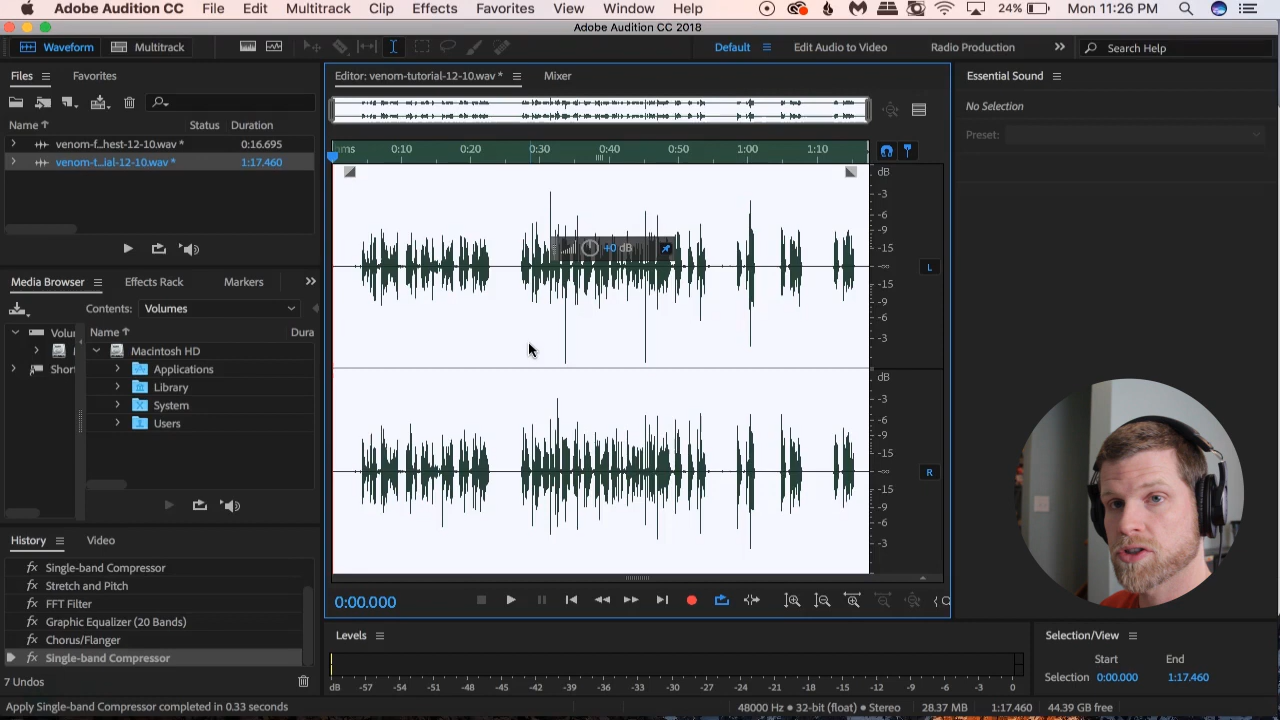 Adobe Audition CC File Edit Multitrack Clip Effects Favorites View Window Help 24% Mon 11:26 PM
Adobe Audition CC 2018
Waveform Multitrack Default Edit Audio to Video Radio Production Search Help
Files Favorites
Name Status Duration
venom-f...hest-12-10.wav * 0:16.695
venom-t...ial-12-10.wav * 1:17.460
Media Browser Effects Rack Markers
Contents: Volumes
Name Dura
Volur Macintosh HD
Applications
Short
Library
System
Users
History Video
Single-band Compressor
Stretch and Pitch
FFT Filter
Graphic Equalizer (20 Bands)
Chorus/Flanger
Single-band Compressor
7 Undos
Apply Single-band Compressor completed in 0.33 seconds
Editor: venom-tutorial-12-10.wav * Mixer
hms 0:10 0:20 0:30 0:40 0:50 1:00 1:10
dB
-3
-6
-9
-15
-∞
-15
-9
-6
-3
L
+0 dB
dB
-3
-6
-9
-15
-∞
-15
-9
-6
-3
R
0:00.000
Levels
dB -57 -54 -51 -48 -45 -42 -39 -36 -33 -30 -27 -24 -21 -18 -15 -12 -9 -6 -3 0
Essential Sound
No Selection
Preset:
Selection/View
Start End
Selection 0:00.000 1:17.460
48000 Hz • 32-bit (float) • Stereo 28.37 MB 1:17.460 44.39 GB free